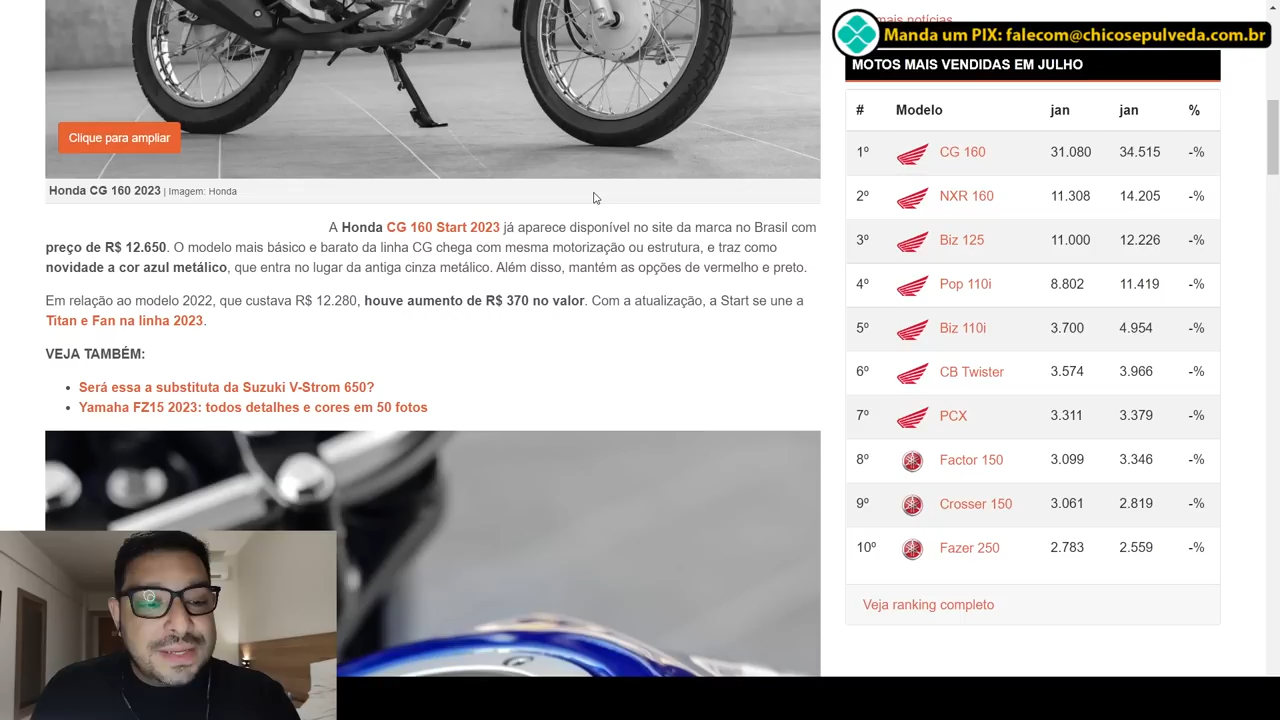 mais notícias
Manda um PIX: falecom@chicosepulveda.com.br
Clique para ampliar
Honda CG 160 2023 | Imagem: Honda
A Honda CG 160 Start 2023 já aparece disponível no site da marca no Brasil com
preço de R$ 12.650. O modelo mais básico e barato da linha CG chega com mesma motorização ou estrutura, e traz como
novidade a cor azul metálico, que entra no lugar da antiga cinza metálico. Além disso, mantém as opções de vermelho e preto.
Em relação ao modelo 2022, que custava R$ 12.280, houve aumento de R$ 370 no valor. Com a atualização, a Start se une a
Titan e Fan na linha 2023.
VEJA TAMBÉM:
• Será essa a substituta da Suzuki V-Strom 650?
• Yamaha FZ15 2023: todos detalhes e cores em 50 fotos
MOTOS MAIS VENDIDAS EM JULHO
# Modelo jan jan %
1º CG 160 31.080 34.515 -%
2º NXR 160 11.308 14.205 -%
3º Biz 125 11.000 12.226 -%
4º Pop 110i 8.802 11.419 -%
5º Biz 110i 3.700 4.954 -%
6º CB Twister 3.574 3.966 -%
7º PCX 3.311 3.379 -%
8º Factor 150 3.099 3.346 -%
9º Crosser 150 3.061 2.819 -%
10º Fazer 250 2.783 2.559 -%
Veja ranking completo